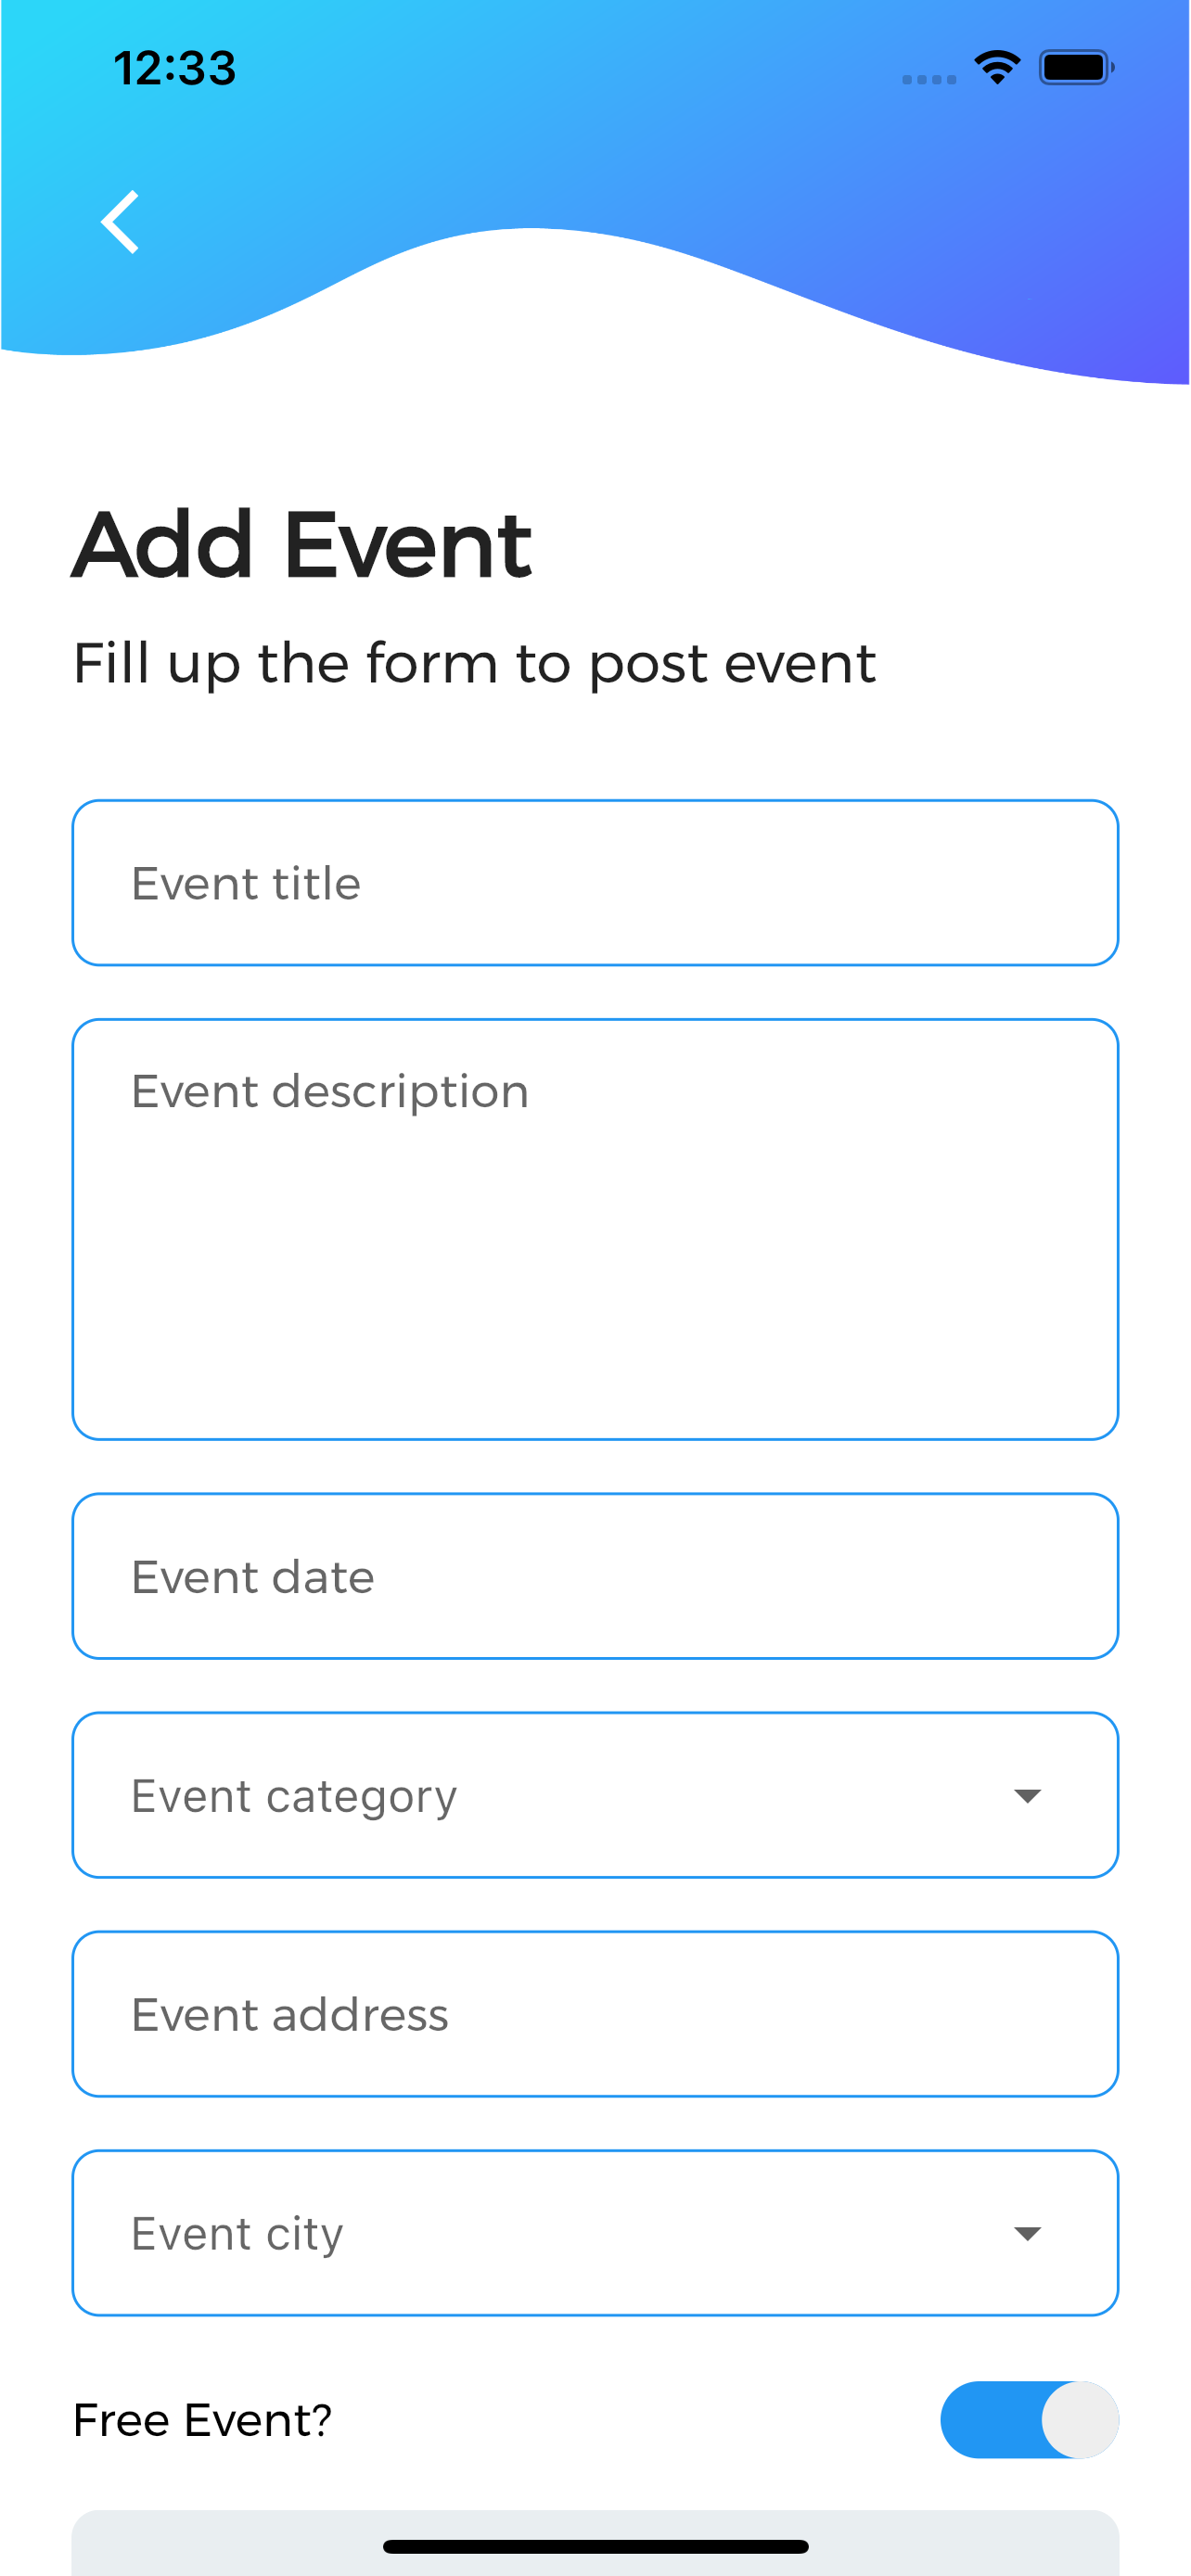 12:33
Add Event
Fill up the form to post event
Event title
Event description
Event date
Event category
Event address
Event city
Free Event?